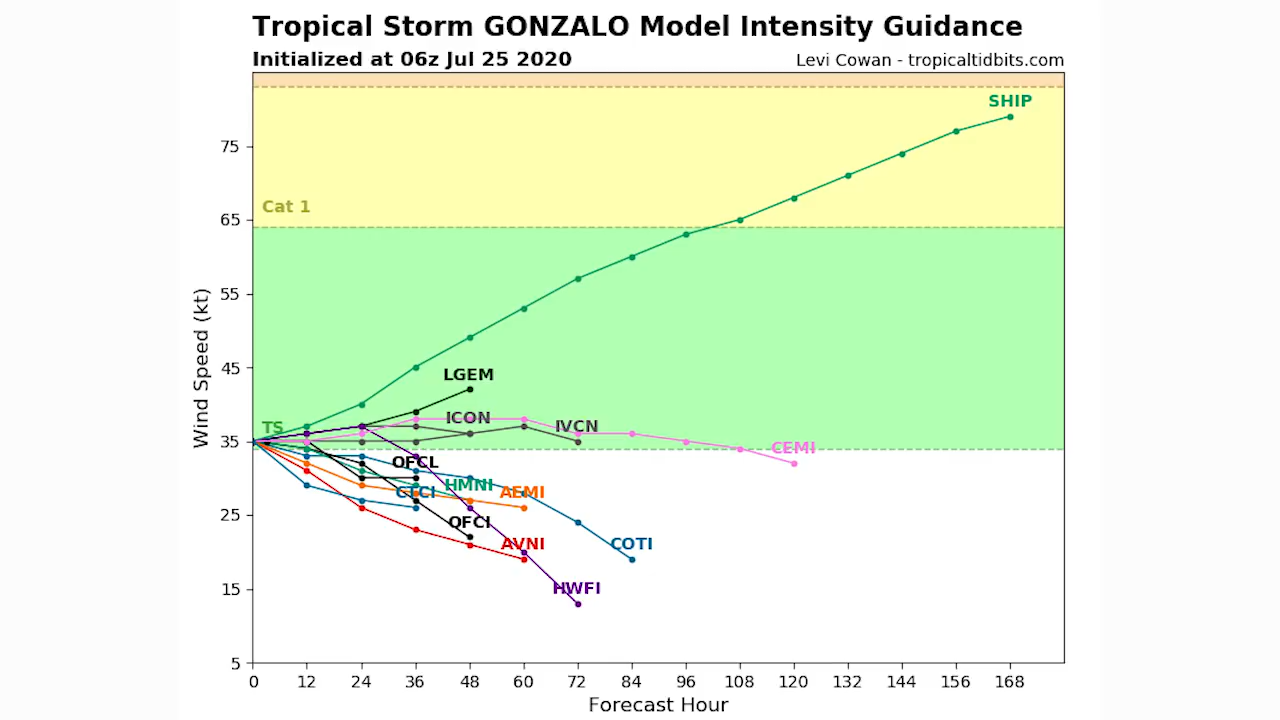 Tropical Storm GONZALO Model Intensity Guidance
Initialized at 06z Jul 25 2020
Levi Cowan - tropicaltidbits.com
SHIP
75
Cat 1
65
55
Wind Speed (kt)
45
LGEM
ICON
IVCN
TS
35
CEMI
OFCL
HMNI
CTCI
AEMI
25
OFCI
AVNI
COTI
15
HWFI
5
0 12 24 36 48 60 72 84 96 108 120 132 144 156 168
Forecast Hour